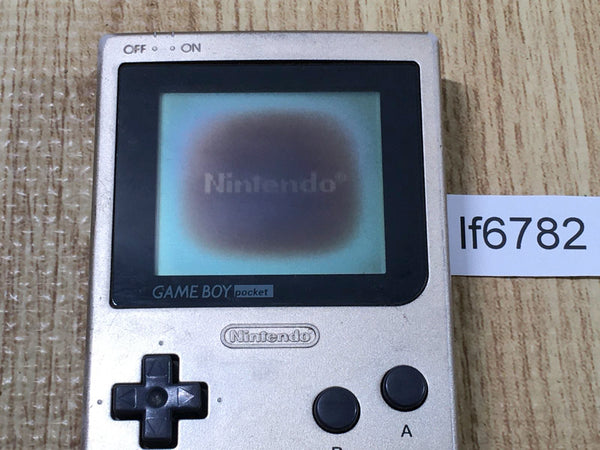 OFF ON
Nintendo®
GAME BOY pocket
Nintendo
A
B
lf6782